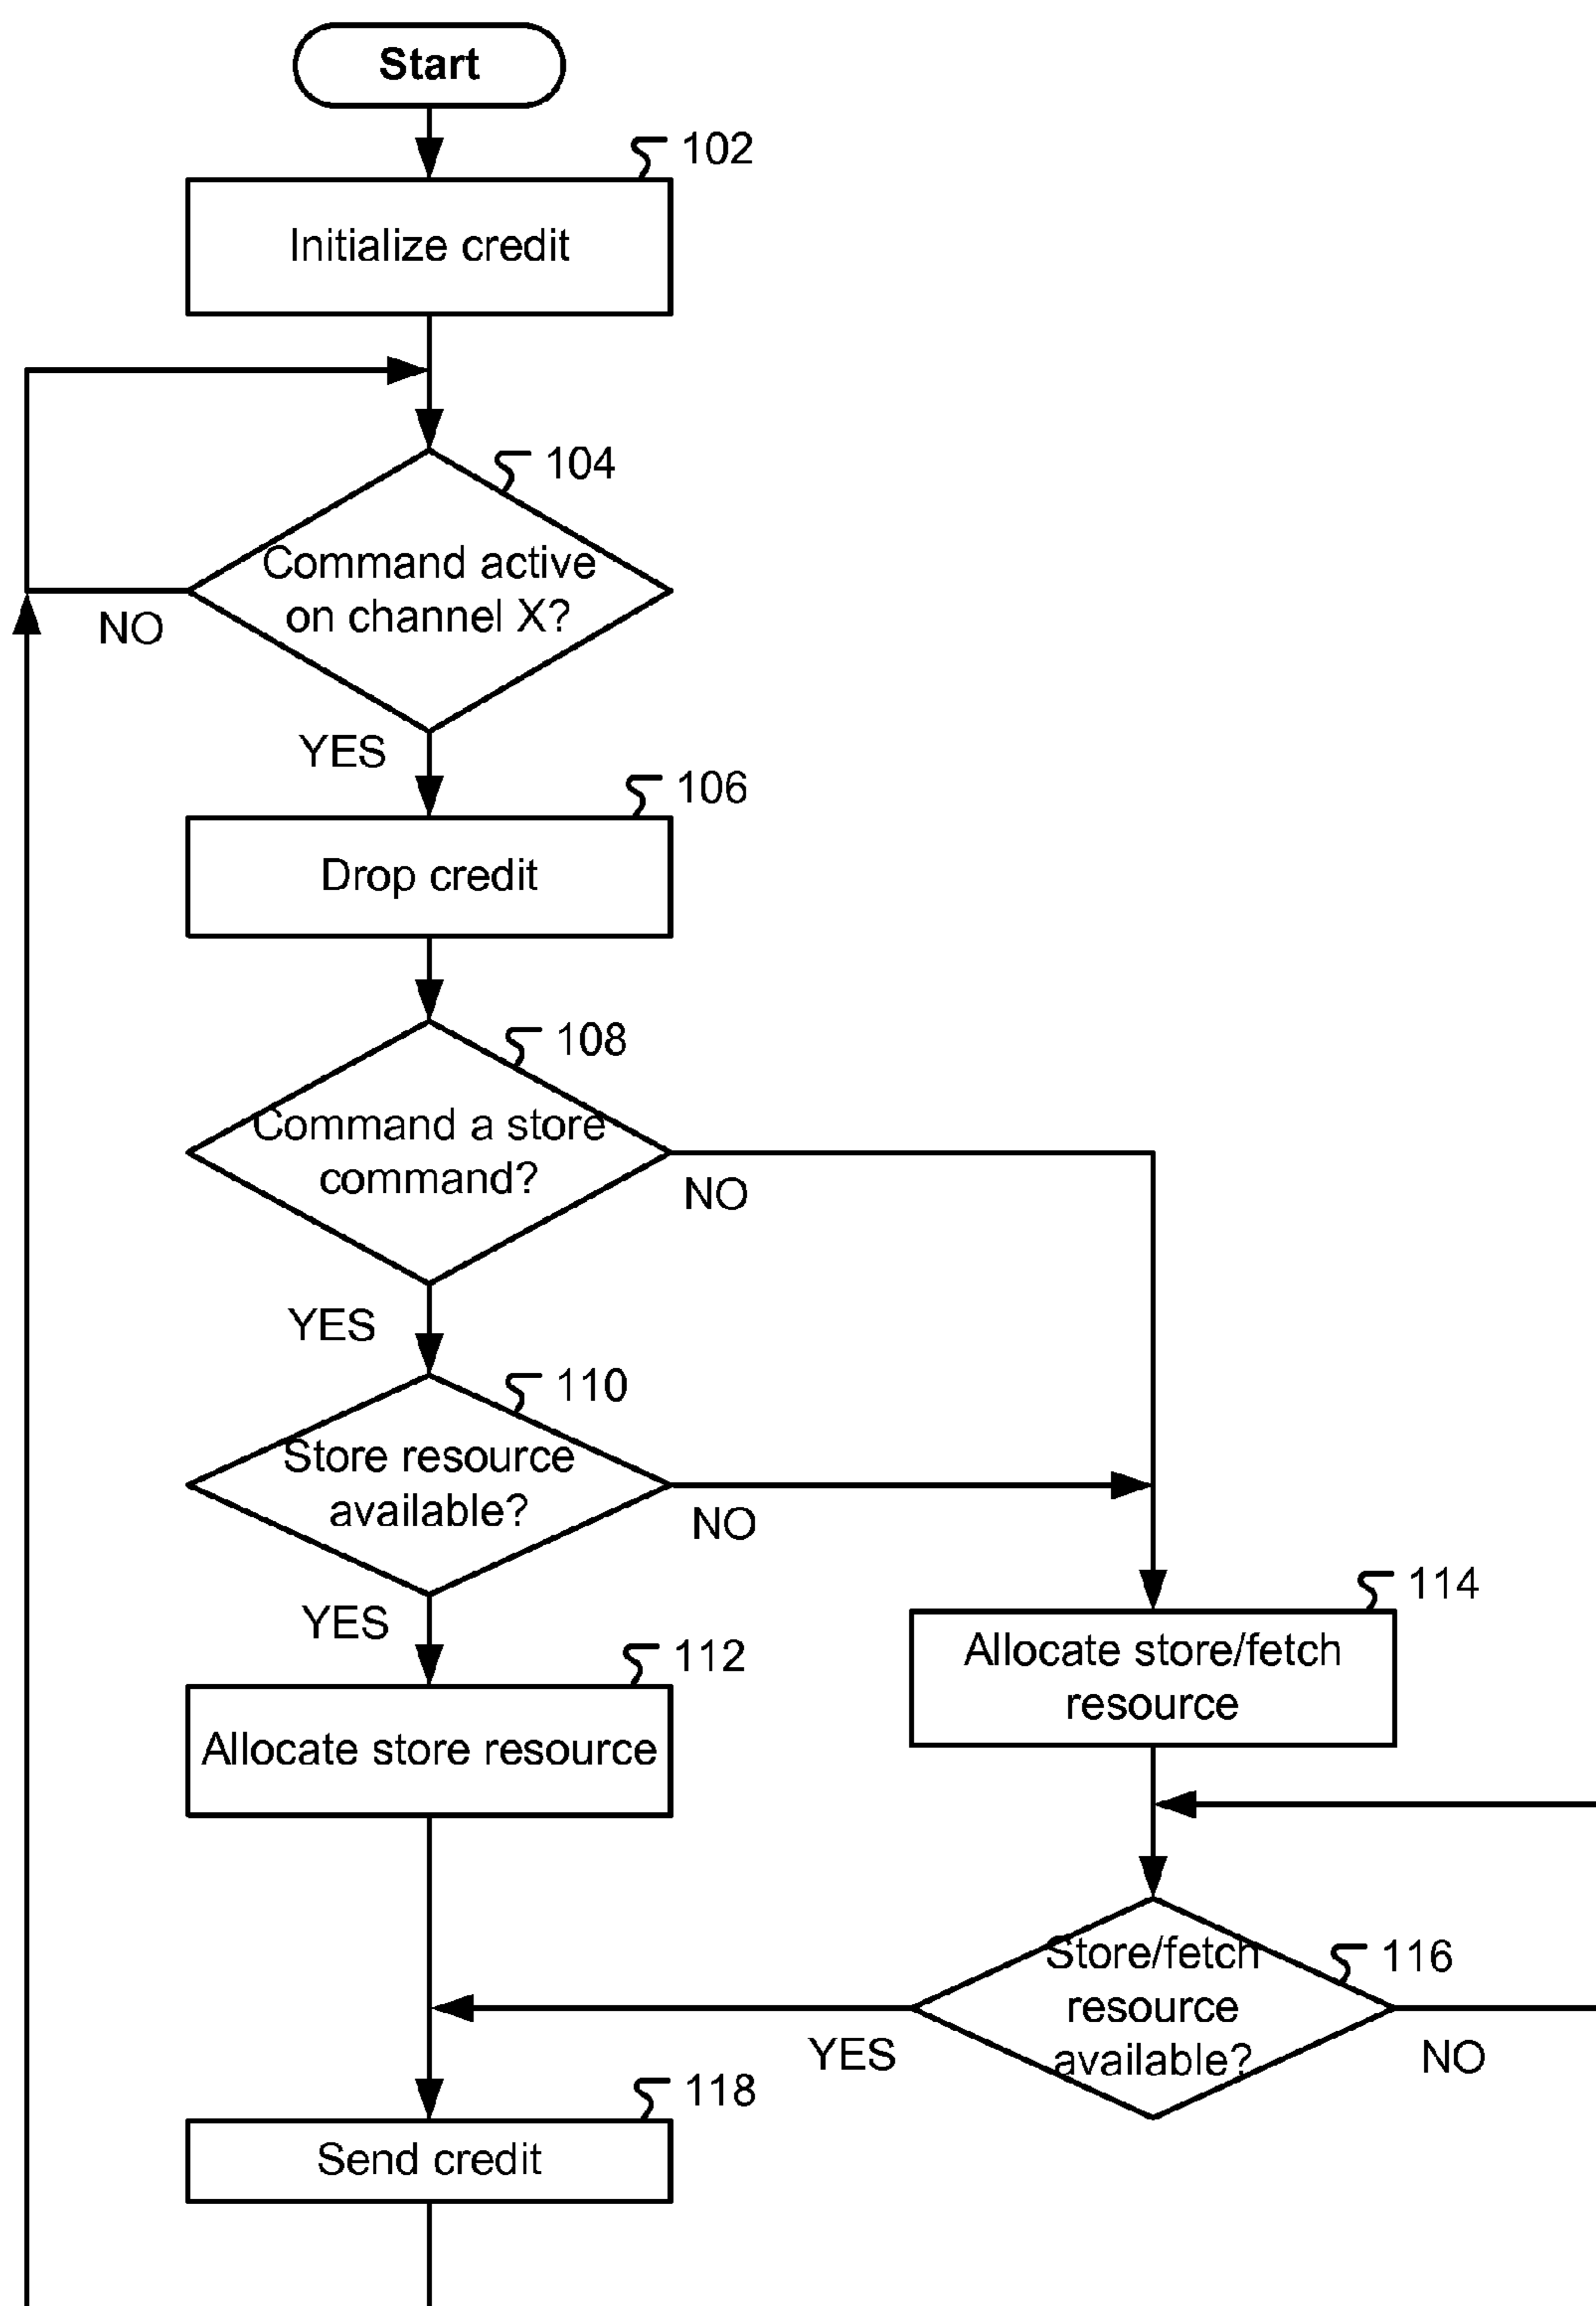 Start
102
Initialize credit
104
Command active
on channel X?
NO
YES
106
Drop credit
108
Command a store
command?
NO
YES
110
Store resource
available?
NO
YES
114
Allocate store/fetch
resource
112
Allocate store resource
116
Store/fetch
resource
available?
YES
NO
118
Send credit